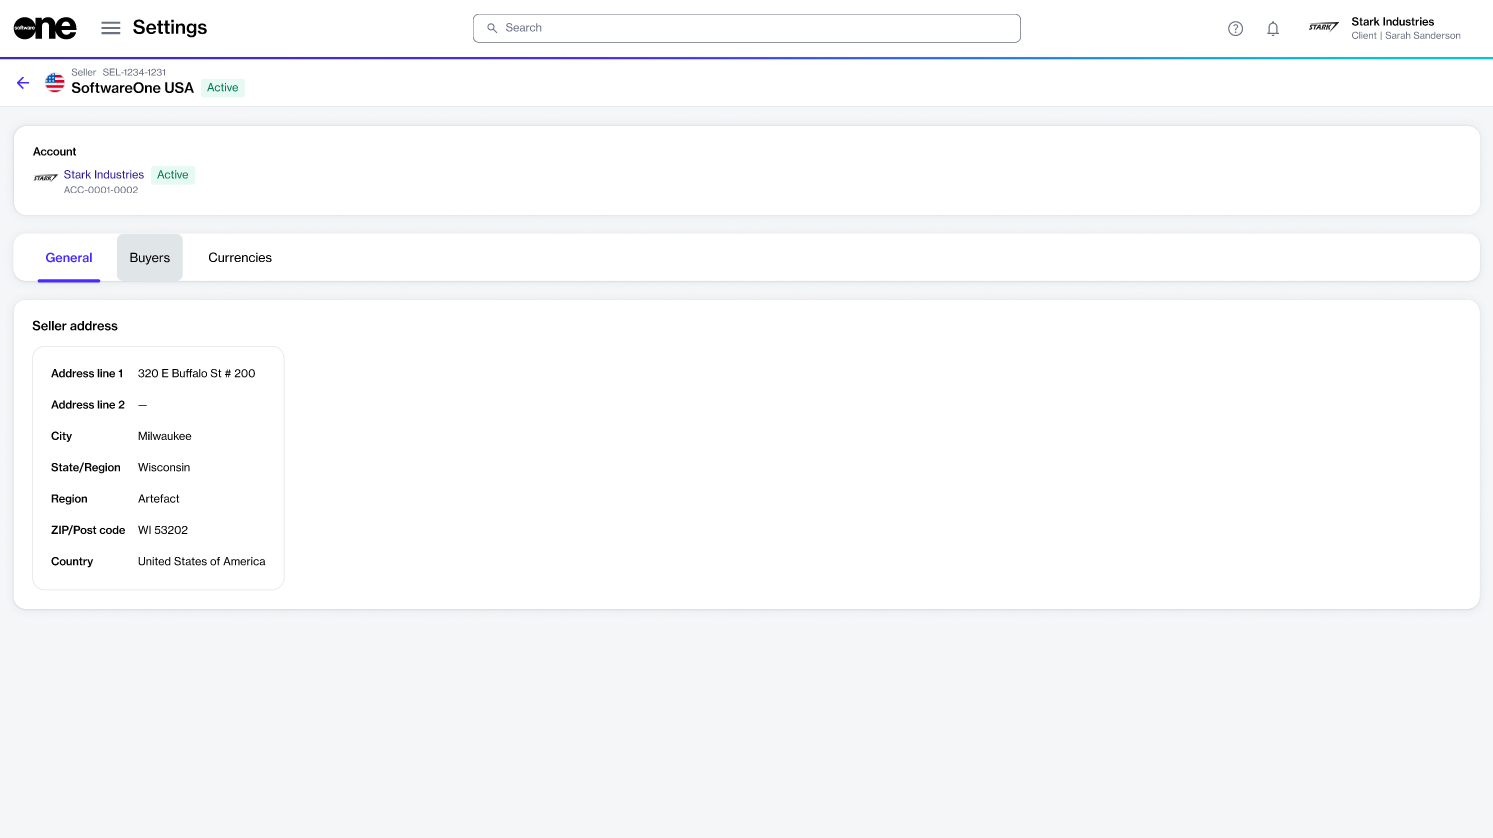 software one
Settings
Search
?
STARK
Stark Industries
Client | Sarah Sanderson
Seller SEL-1234-1231
SoftwareOne USA Active
Account
STARK
Stark Industries Active
ACC-0001-0002
General Buyers Currencies
Seller address
Address line 1 320 E Buffalo St # 200
Address line 2 —
City Milwaukee
State/Region Wisconsin
Region Artefact
ZIP/Post code WI 53202
Country United States of America